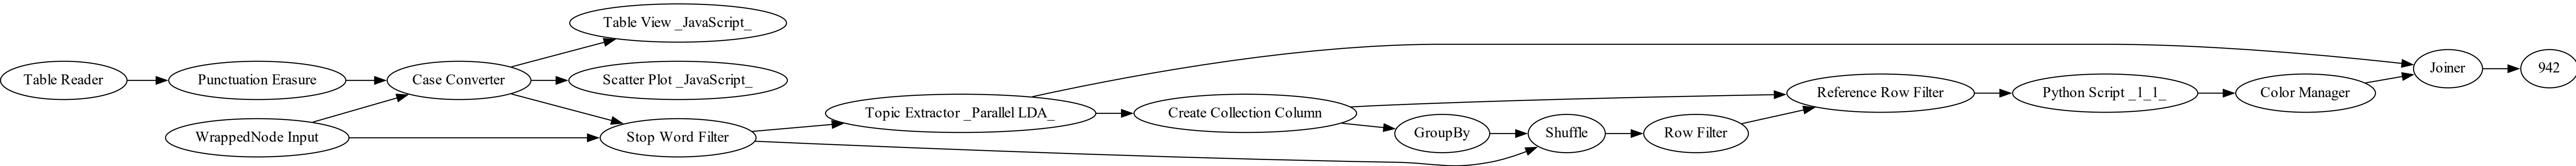 Table Reader
Punctuation Erasure
WrappedNode Input
Case Converter
Table View _JavaScript_
Scatter Plot _JavaScript_
Stop Word Filter
Topic Extractor _Parallel LDA_
Create Collection Column
GroupBy
Shuffle
Row Filter
Reference Row Filter
Python Script _1_1_
Color Manager
Joiner
942